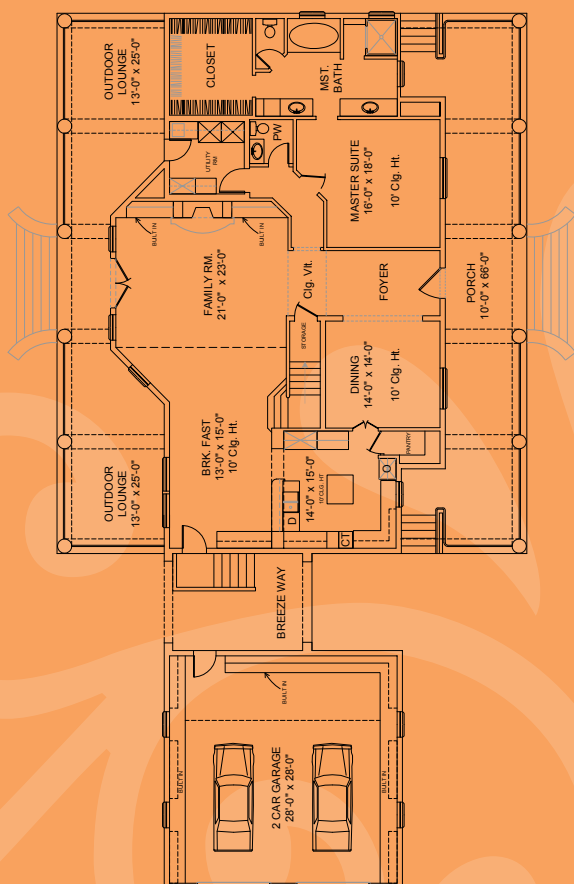 OUTDOOR
LOUNGE
13'-0" x 25'-0"
CLOSET
MST.
BATH
UTILITY
RM
PW
MASTER SUITE
16'-0" x 18'-0"
10' Clg. Ht.
BUILT IN
BUILT IN
FAMILY RM.
21'-0" x 23'-0"
Clg. Vlt.
FOYER
PORCH
10'-0" x 66'-0"
STORAGE
DINING
14'-0" x 14'-0"
10' Clg. Ht.
BRK. FAST
13'-0" x 15'-0"
10' Clg. Ht.
OUTDOOR
LOUNGE
13'-0" x 25'-0"
PANTRY
14'-0" x 15'-0"
10' CLG. HT
D
CT
BREEZE WAY
BUILT IN
BUILT IN
BUILT IN
2 CAR GARAGE
28'-0" x 28'-0"